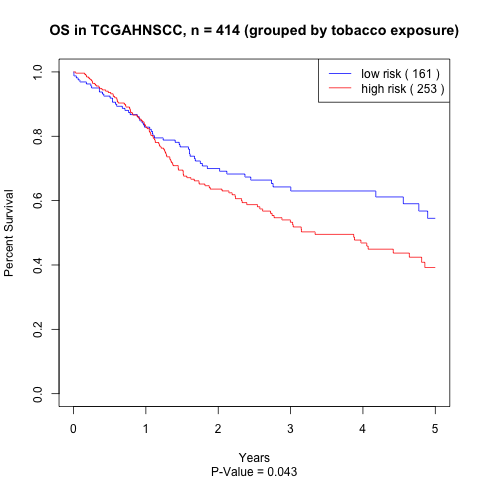 OS in TCGAHNSCC, n = 414 (grouped by tobacco exposure)
low risk ( 161 )
high risk ( 253 )
Percent Survival
1.0
0.8
0.6
0.4
0.2
0.0
0 1 2 3 4 5
Years
P-Value = 0.043